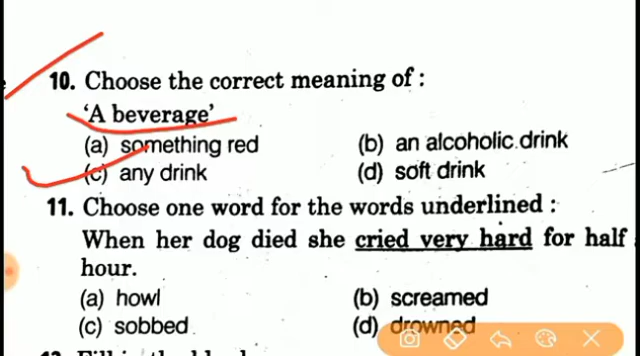 10. Choose the correct meaning of :
'A beverage'
(a) something red (b) an alcoholic drink
(c) any drink (d) soft drink
11. Choose one word for the words underlined :
When her dog died she cried very hard for half
hour.
(a) howl (b) screamed
(c) sobbed (d) drowned